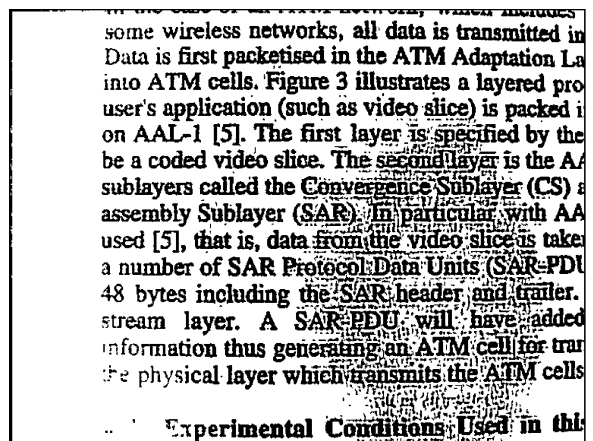 some wireless networks, all data is transmitted in
Data is first packetised in the ATM Adaptation La
into ATM cells. Figure 3 illustrates a layered pro
user's application (such as video slice) is packed i
on AAL-1 [5]. The first layer is specified by the
be a coded video slice. The second layer is the AA
sublayers called the Convergence Sublayer (CS) a
assembly Sublayer (SAR). In particular with AA
used [5], that is, data from the video slice is take
a number of SAR Protocol Data Units (SAR-PDU
48 bytes including the SAR header and trailer.
stream layer. A SAR-PDU will have added
information thus generating an ATM cell for tran
the physical layer which transmits the ATM cells
Experimental Conditions Used in this